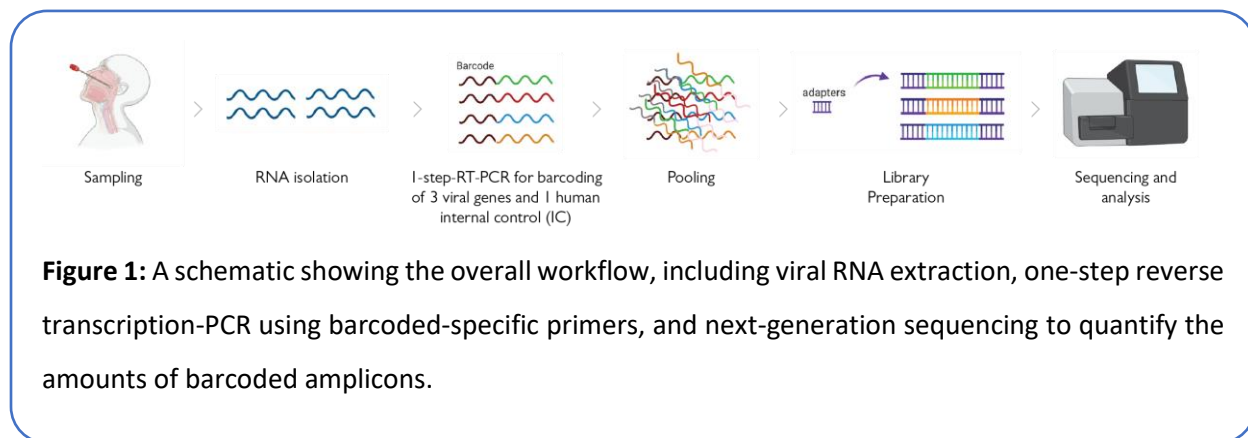 Barcode
adapters
Sampling
RNA isolation
1-step-RT-PCR for barcoding
of 3 viral genes and 1 human
internal control (IC)
Pooling
Library
Preparation
Sequencing and
analysis
Figure 1: A schematic showing the overall workflow, including viral RNA extraction, one-step reverse
transcription-PCR using barcoded-specific primers, and next-generation sequencing to quantify the
amounts of barcoded amplicons.